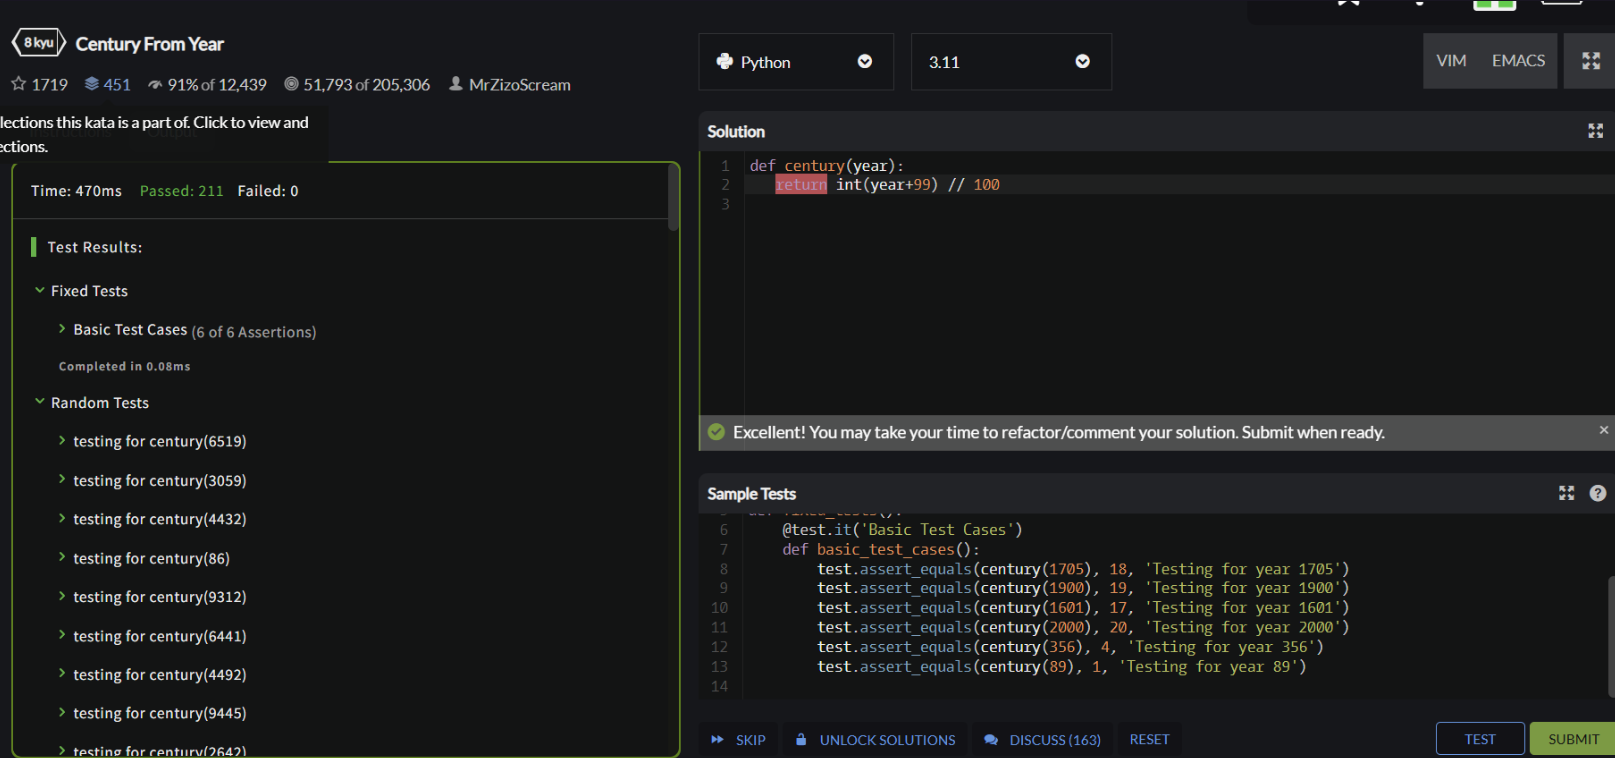 8 kyu Century From Year
1719 451 91% of 12,439 51,793 of 205,306 MrZizoScream
lections this kata is a part of. Click to view and
ections.
Time: 470ms Passed: 211 Failed: 0
Test Results:
Fixed Tests
Basic Test Cases (6 of 6 Assertions)
Completed in 0.08ms
Random Tests
testing for century(6519)
testing for century(3059)
testing for century(4432)
testing for century(86)
testing for century(9312)
testing for century(6441)
testing for century(4492)
testing for century(9445)
testing for century(2642)
Python 3.11 VIM EMACS
Solution
1 def century(year):
2 return int(year+99) // 100
3
Excellent! You may take your time to refactor/comment your solution. Submit when ready. ×
Sample Tests ?
5 def fixed_tests():
6 @test.it('Basic Test Cases')
7 def basic_test_cases():
8 test.assert_equals(century(1705), 18, 'Testing for year 1705')
9 test.assert_equals(century(1900), 19, 'Testing for year 1900')
10 test.assert_equals(century(1601), 17, 'Testing for year 1601')
11 test.assert_equals(century(2000), 20, 'Testing for year 2000')
12 test.assert_equals(century(356), 4, 'Testing for year 356')
13 test.assert_equals(century(89), 1, 'Testing for year 89')
14
SKIP UNLOCK SOLUTIONS DISCUSS (163) RESET TEST SUBMIT